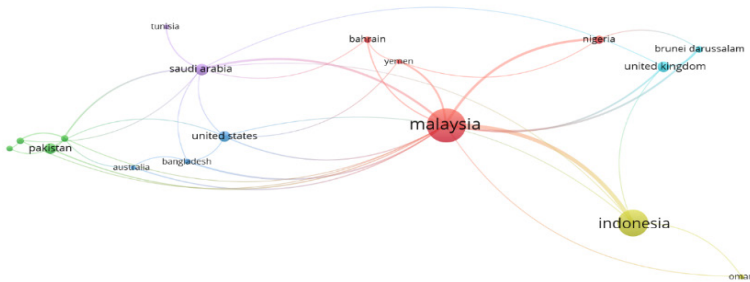 tunisia
bahrain
nigeria
brunei darussalam
yemen
saudi arabia
united kingdom
malaysia
united states
pakistan
bangladesh
australia
indonesia
oman